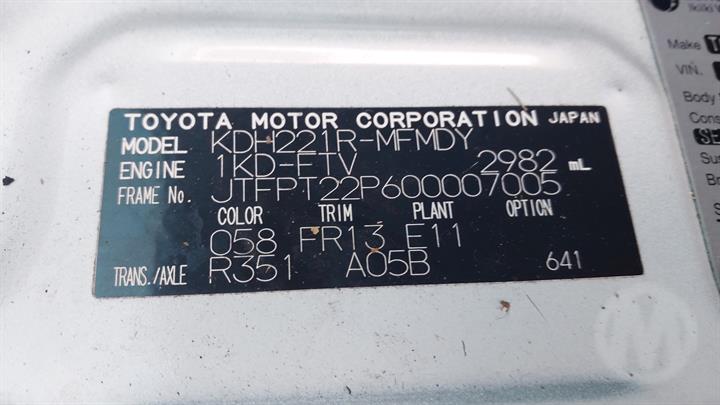 TOYOTA MOTOR CORPORATION JAPAN
MODEL KDH221R-MFMDY
ENGINE 1KD-FTV 2982 mL
FRAME No. JTFPT22P600007005
COLOR TRIM PLANT OPTION
058 FR13 E11
TRANS./AXLE R351 A05B 641
Make
VIN.
Body
M